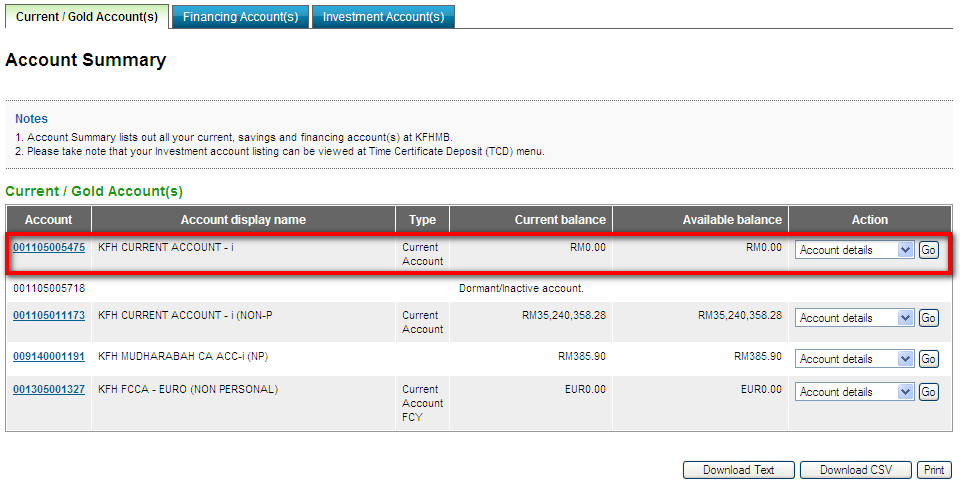 Current / Gold Account(s) Financing Account(s) Investment Account(s)
Account Summary
Notes
1. Account Summary lists out all your current, savings and financing account(s) at KFHMB.
2. Please take note that your Investment account listing can be viewed at Time Certificate Deposit (TCD) menu.
Current / Gold Account(s)
Account Account display name Type Current balance Available balance Action
001105005475 KFH CURRENT ACCOUNT - i Current RM0.00 RM0.00 Account details Go
Account
001105005718 Dormant/Inactive account.
001105011173 KFH CURRENT ACCOUNT - i (NON-P Current RM35,240,358.28 RM35,240,358.28 Account details Go
Account
009140001191 KFH MUDHARABAH CA ACC-i (NP) RM385.90 RM385.90 Account details Go
001305001327 KFH FCCA - EURO (NON PERSONAL) Current EUR0.00 EUR0.00 Account details Go
Account
FCY
Download Text Download CSV Print